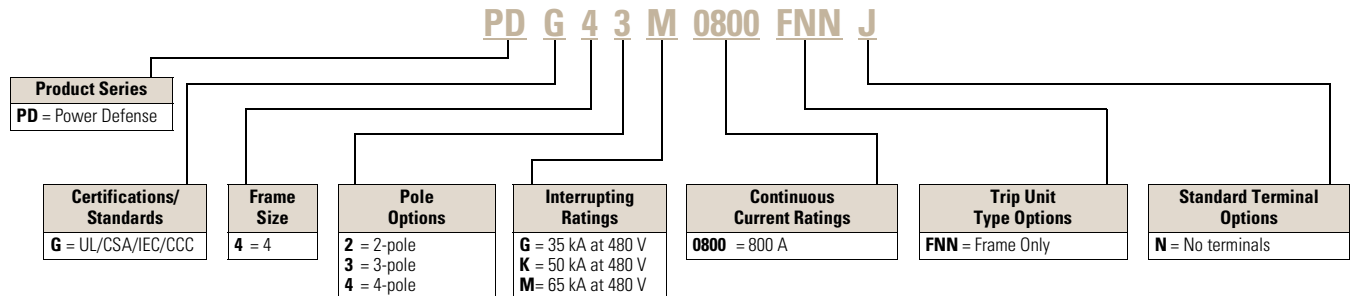 PD G 4 3 M 0800 FNN J
Product Series
PD = Power Defense
Certifications/
Standards
G = UL/CSA/IEC/CCC
Frame
Size
4 = 4
Pole
Options
2 = 2-pole
3 = 3-pole
4 = 4-pole
Interrupting
Ratings
G = 35 kA at 480 V
K = 50 kA at 480 V
M= 65 kA at 480 V
Continuous
Current Ratings
0800 = 800 A
Trip Unit
Type Options
FNN = Frame Only
Standard Terminal
Options
N = No terminals